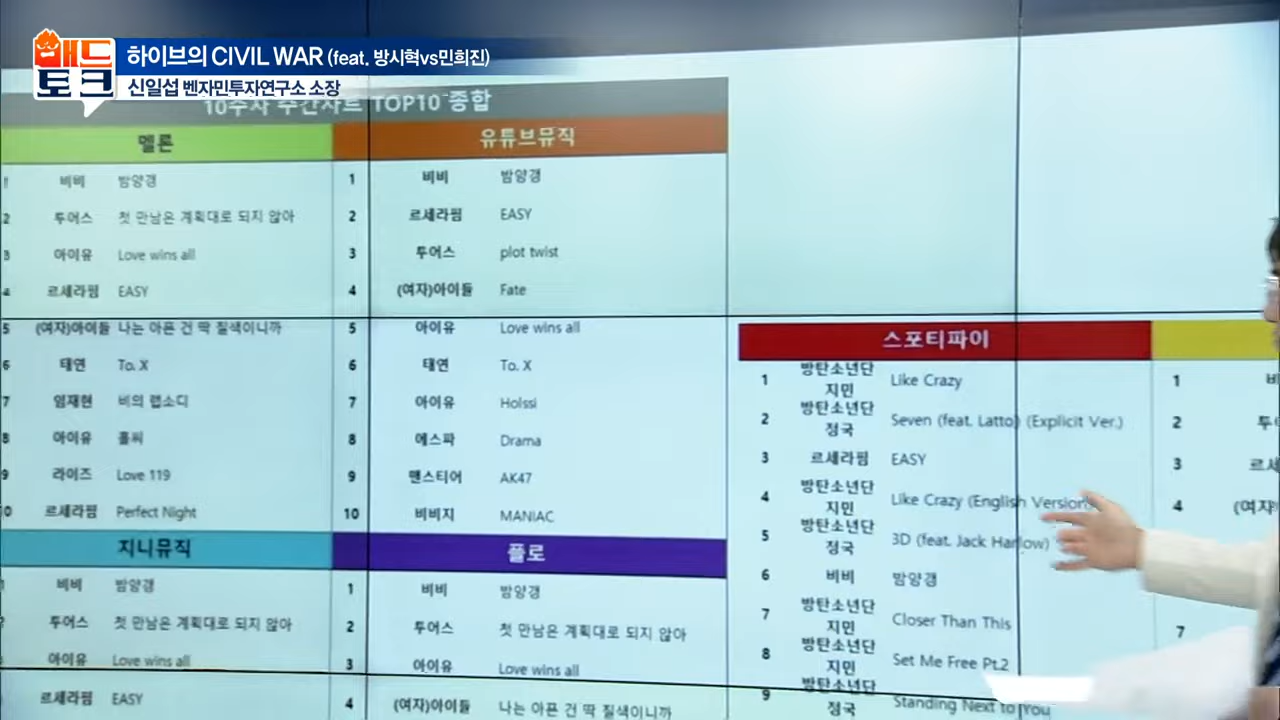 매드
토크
하이브의 CIVIL WAR (feat. 방시혁vs민희진)
신일섭 벤자민투자연구소 소장
10주차 주간차트 TOP10 종합
멜론
1 비비 밤양갱
2 투어스 첫 만남은 계획대로 되지 않아
3 아이유 Love wins all
4 르세라핌 EASY
5 (여자)아이들 나는 아픈 건 딱 질색이니까
6 태연 To. X
7 임재현 비의 랩소디
8 아이유 홀씨
9 라이즈 Love 119
0 르세라핌 Perfect Night
유튜브뮤직
1 비비 밤양갱
2 르세라핌 EASY
3 투어스 plot twist
4 (여자)아이들 Fate
5 아이유 Love wins all
6 태연 To. X
7 아이유 Holssi
8 에스파 Drama
9 맨스티어 AK47
10 비비지 MANIAC
지니뮤직
1 비비 밤양갱
2 투어스 첫 만남은 계획대로 되지 않아
아이유 Love wins all
르세라핌 EASY
플로
1 비비 밤양갱
2 투어스 첫 만남은 계획대로 되지 않아
3 아이유 Love wins all
4 (여자)아이들 나는 아픈 건 딱 질색이니까
스포티파이
1 방탄소년단 지민 Like Crazy
2 방탄소년단 정국 Seven (feat. Latto) (Explicit Ver.)
3 르세라핌 EASY
4 방탄소년단 지민 Like Crazy (English Version)
5 방탄소년단 정국 3D (feat. Jack Harlow)
6 비비 밤양갱
7 방탄소년단 지민 Closer Than This
8 방탄소년단 지민 Set Me Free Pt.2
9 방탄소년단 정국 Standing Next to You
1 비
2 투
3 르세
4 (여자)
7